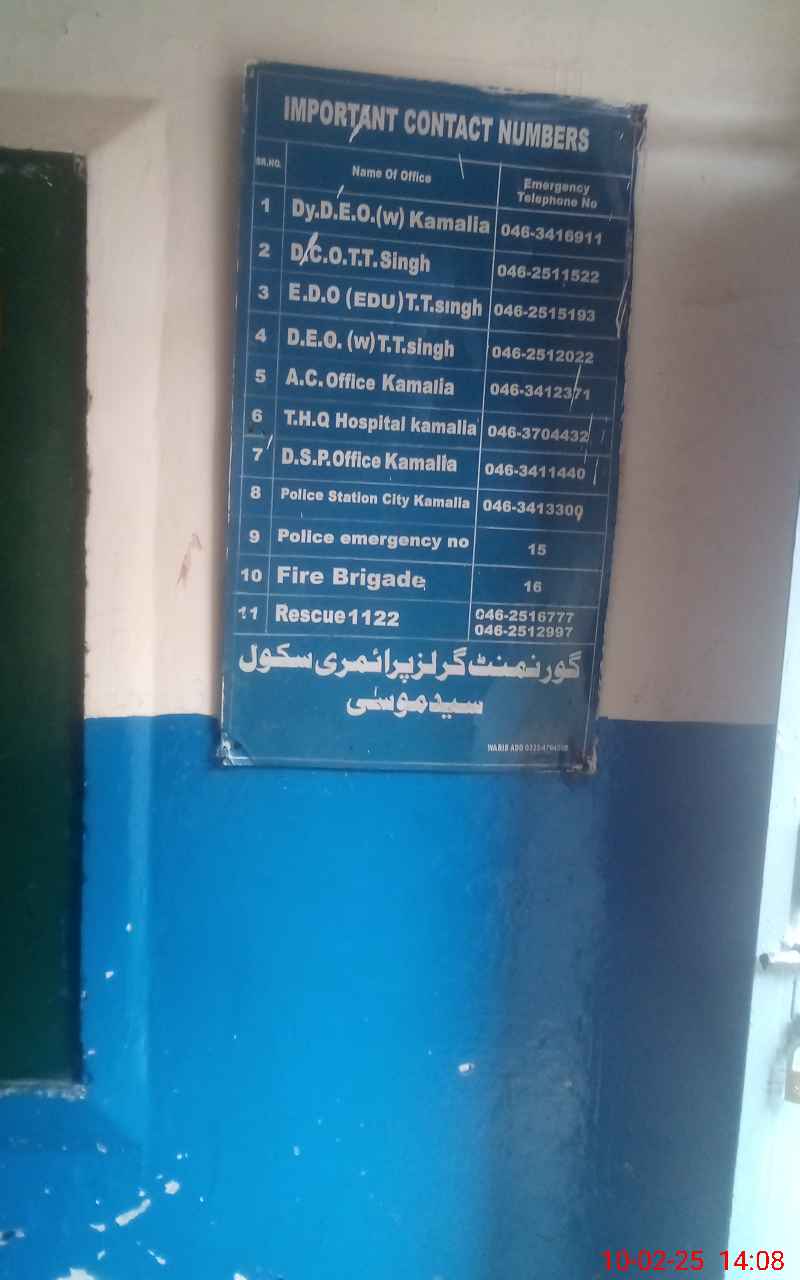 IMPORTANT CONTACT NUMBERS
SR.NO. Name Of Office Emergency Telephone No
1 Dy.D.E.O.(w) Kamalia 046-3416911
2 D.C.O.T.T.Singh 046-2511522
3 E.D.O (EDU)T.T.singh 046-2515193
4 D.E.O. (w)T.T.singh 046-2512022
5 A.C.Office Kamalia 046-3412371
6 T.H.Q Hospital kamalia 046-3704432
7 D.S.P.Office Kamalia 046-3411440
8 Police Station City Kamalia 046-3413300
9 Police emergency no 15
10 Fire Brigade 16
11 Rescue1122 046-2516777
046-2512997
گورنمنٹ گرلز پرائمری سکول
سید موسٰی
10-02-25 14:08